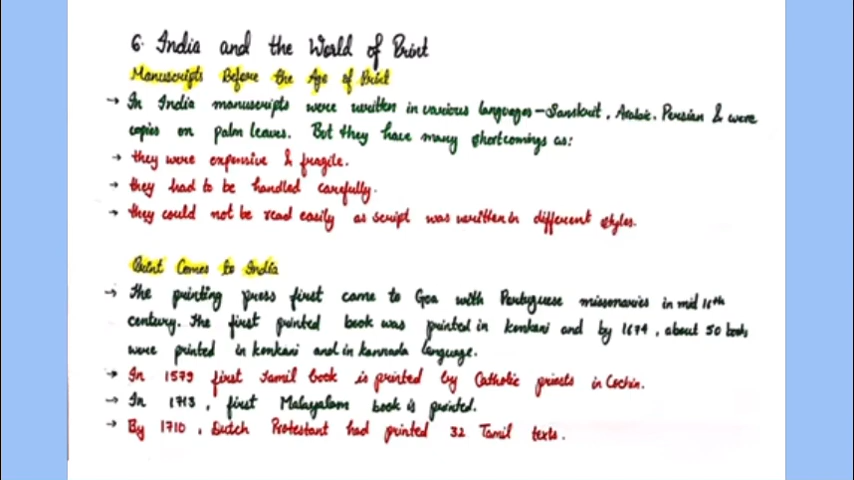 6. India and the World of Print
Manuscripts Before the Age of Print
→ In India manuscripts were written in various languages - Sanskrit, Arabic, Persian & were
copies on palm leaves. But they have many shortcomings as:
→ they were expensive & fragile.
→ they had to be handled carefully.
→ they could not be read easily as script was written in different styles.
Print Comes to India
→ The printing press first came to Goa with Portuguese missonaries in mid 16th
century. The first printed book was printed in konkani and by 1674, about 50 books
were printed in konkani and in kannada language.
→ In 1579 first Tamil book is printed by Catholic priests in Cochin.
→ In 1713, first Malayalam book is printed.
→ By 1710, Dutch Protestant had printed 32 Tamil texts.